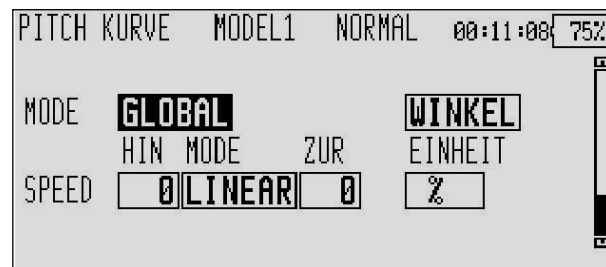 PITCH KURVE MODEL1 NORMAL 00:11:08 75%
MODE GLOBAL WINKEL
HIN MODE ZUR EINHEIT
SPEED 0 LINEAR 0 %